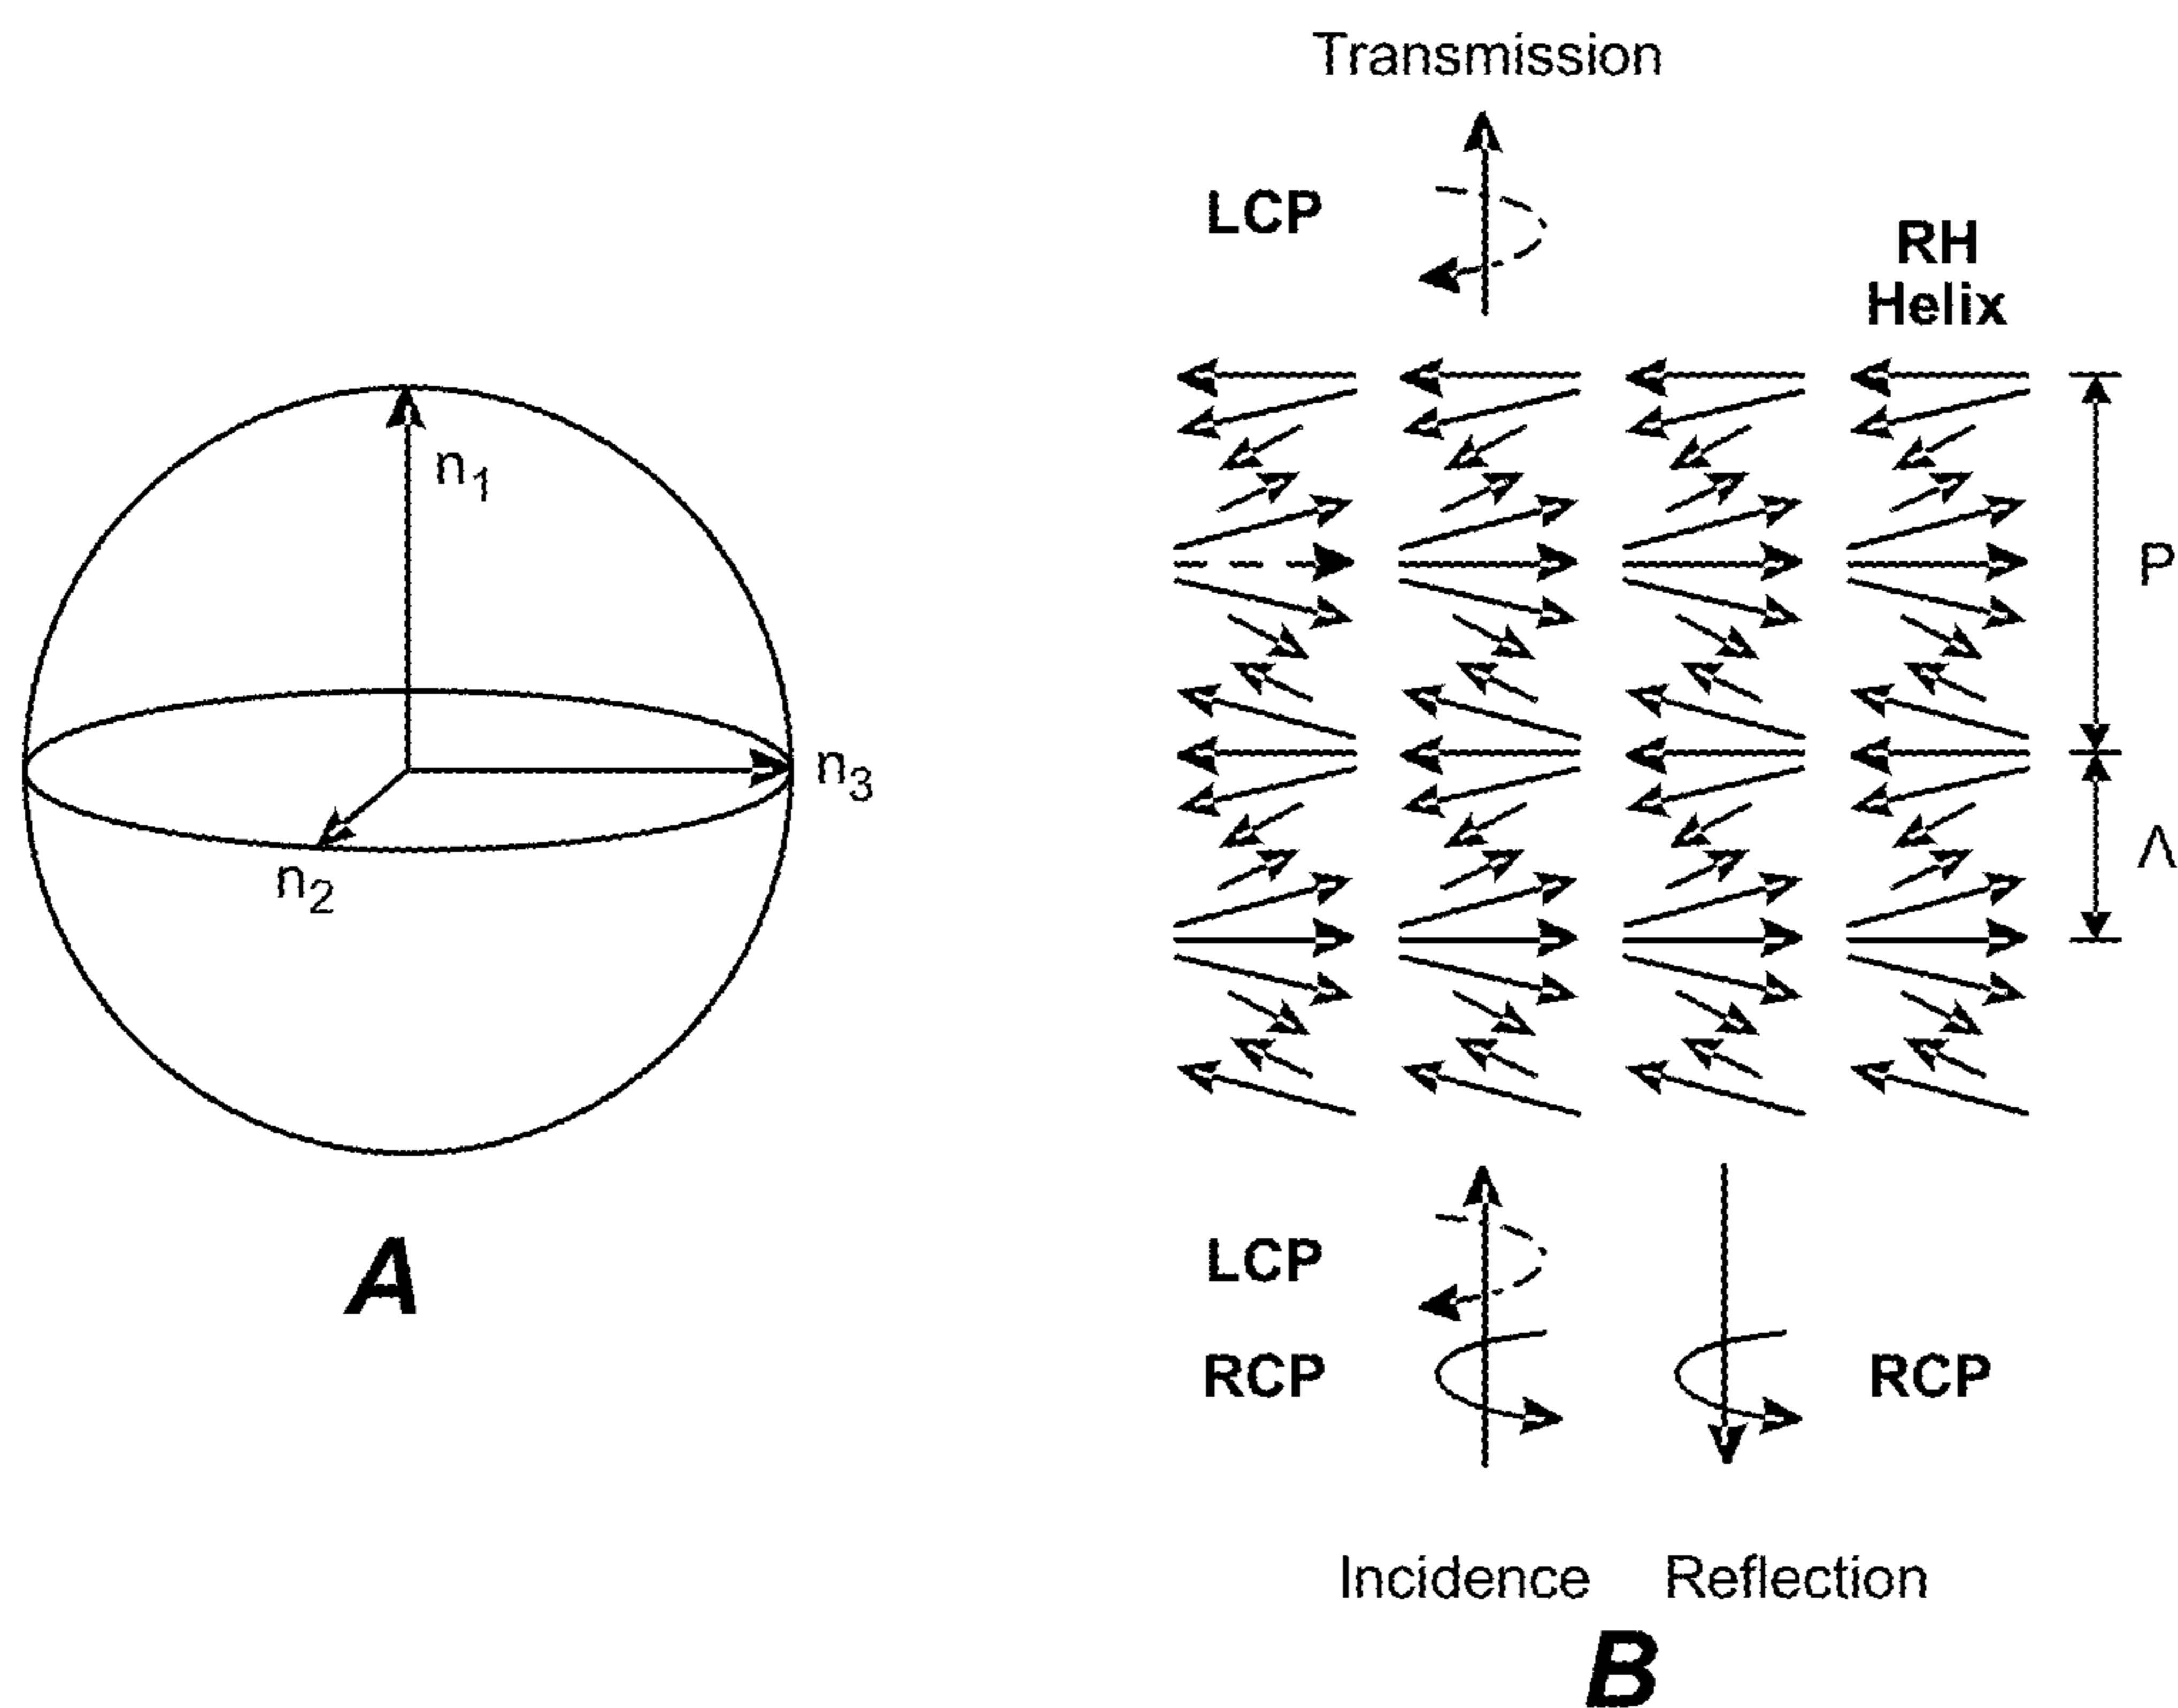 n1
n3
n2
A
Transmission
LCP
RH
Helix
P
Λ
LCP
RCP
RCP
Incidence
Reflection
B